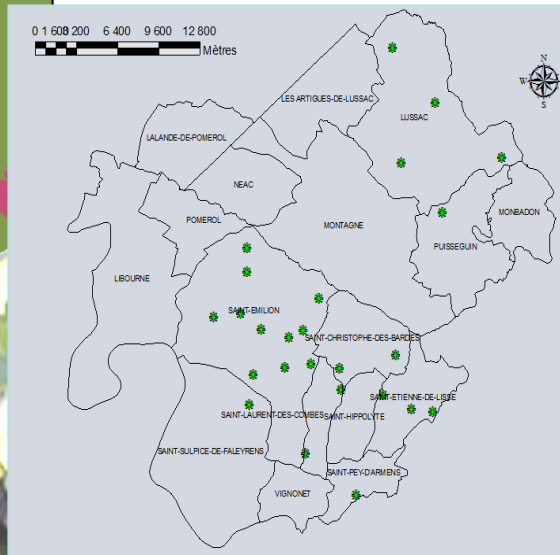 0 1 600 3 200 6 400 9 600 12 800
Mètres
N
W E
S
LES ARTIGUES-DE-LUSSAC
LUSSAC
LALANDE-DE-POMEROL
NEAC
MONBADON
POMEROL
MONTAGNE
PUISSEGUIN
LIBOURNE
SAINT-EMILION
SAINT-CHRISTOPHE-DES-BARDES
SAINT-ETIENNE-DE-LISSE
SAINT-LAURENT-DES-COMBES
SAINT-HIPPOLYTE
SAINT-SULPICE-DE-FALEYRENS
SAINT-PEY-D'ARMENS
VIGNONET